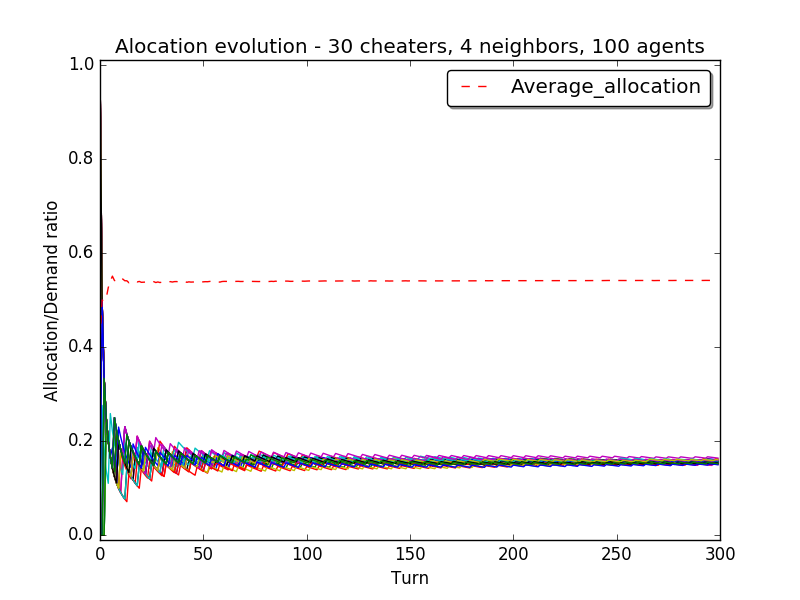 Alocation evolution - 30 cheaters, 4 neighbors, 100 agents
1.0
Average_allocation
0.8
0.6
0.4
0.2
0.0
Allocation/Demand ratio
0 50 100 150 200 250 300
Turn